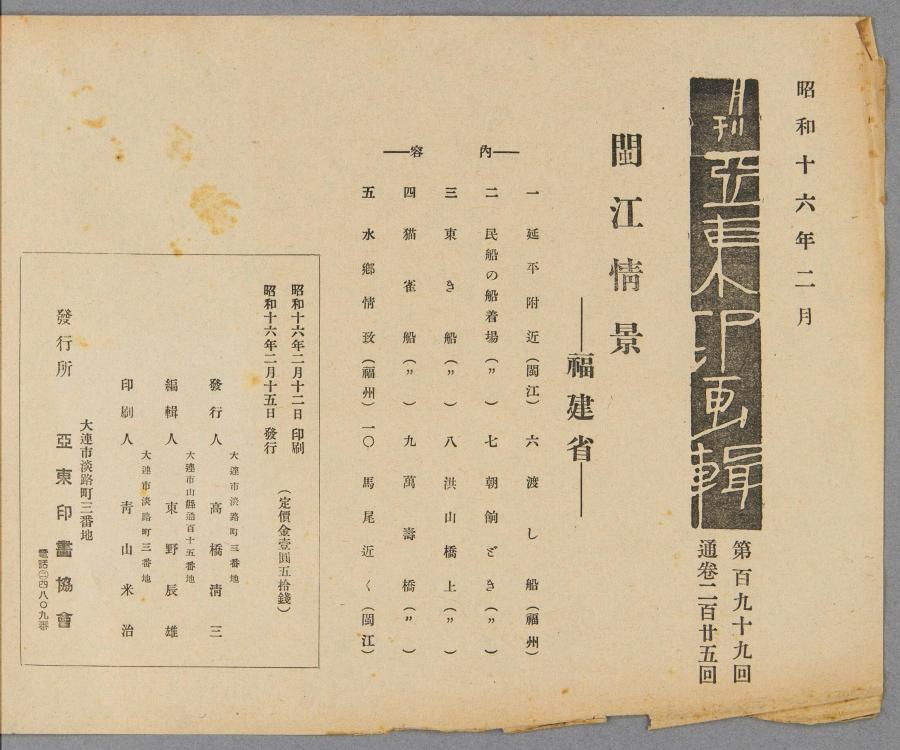 昭和十六年二月
月刊 亞東印画輯
第百九十九回
通卷二百廿五回
閩江情景
——福建省——
——內容——
一 延平附近(閩江)
二 民船の船着場(〃)
三 東き船(〃)
四 猫雀船(〃)
五 水鄕情致(福州)
六 渡し船(福州)
七 朝餉どき(〃)
八 洪山橋上(〃)
九 萬壽橋(〃)
一〇 馬尾近く(閩江)
昭和十六年二月十二日 印刷
昭和十六年二月十五日 發行
(定價金壹圓五拾錢)
大連市淡路町三番地
發行人 高橋淸三
大連市山縣通百十五番地
編輯人 東野辰雄
大連市淡路町三番地
印刷人 靑山米治
大連市淡路町三番地
發行所 亞東印畫協會
電話②四八〇九番